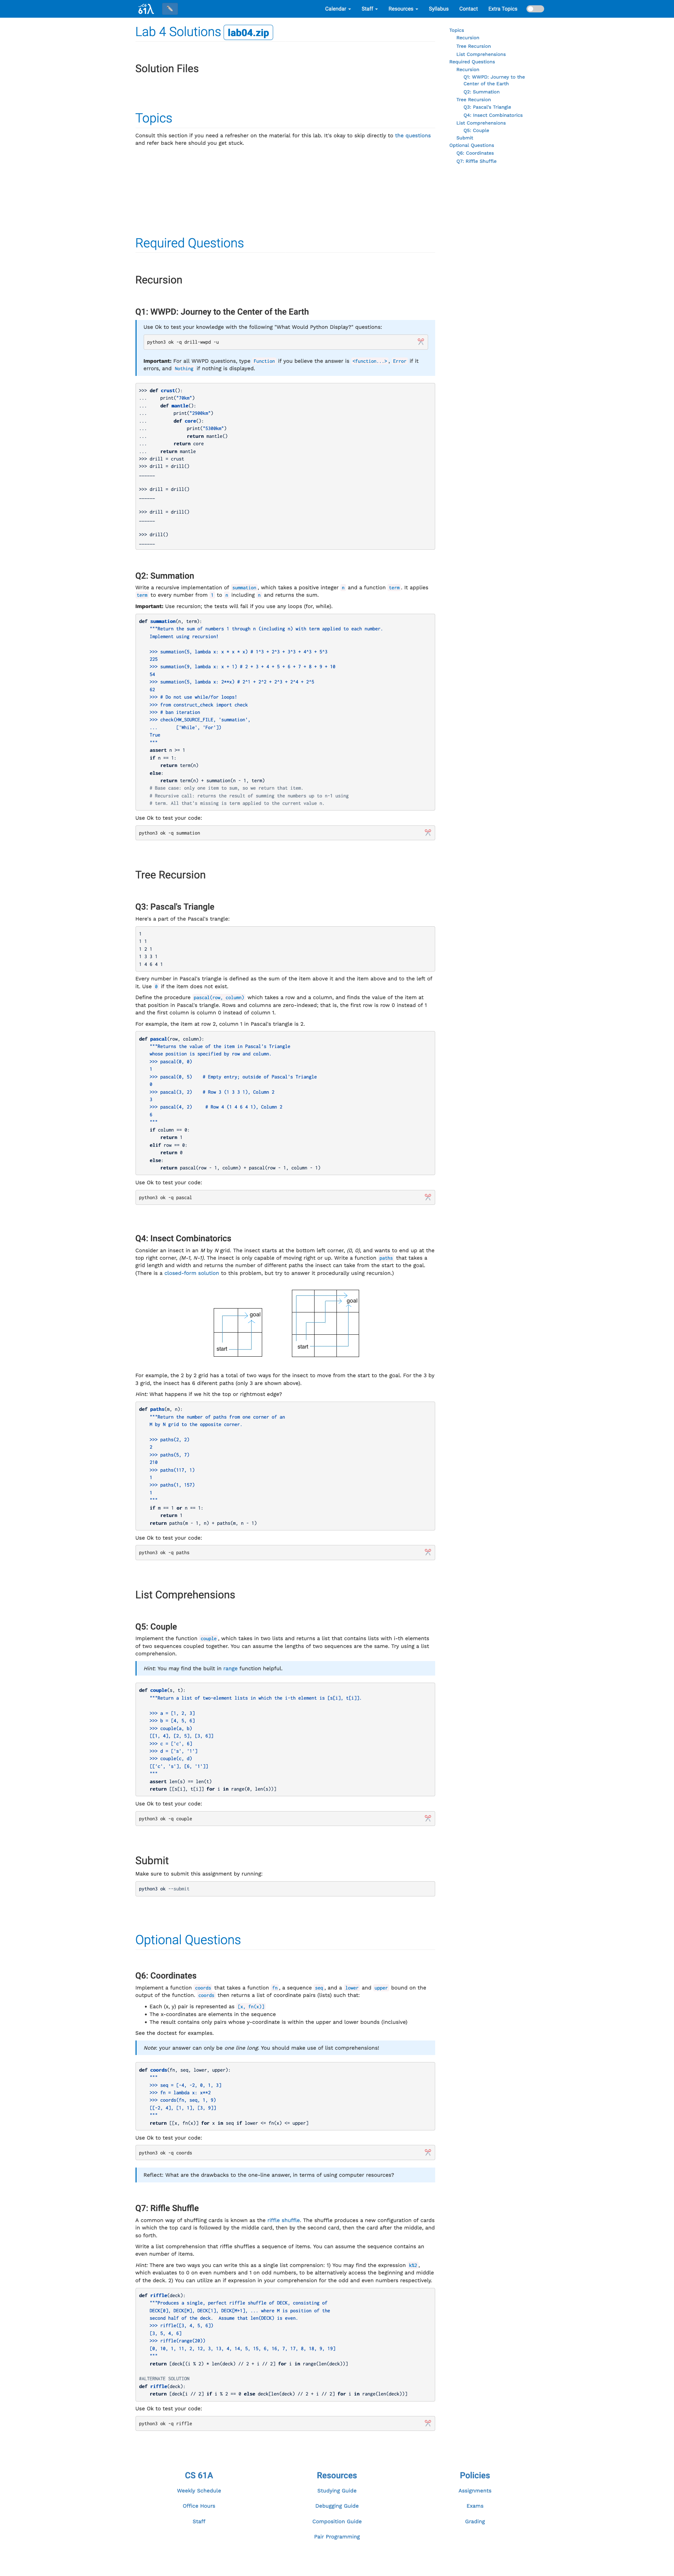 61A
Calendar
Staff
Resources
Syllabus
Contact
Extra Topics
Lab 4 Solutions lab04.zip
Solution Files
Topics
Consult this section if you need a refresher on the material for this lab. It's okay to skip directly to the questions
and refer back here should you get stuck.
Required Questions
Recursion
Q1: WWPD: Journey to the Center of the Earth
Use Ok to test your knowledge with the following "What Would Python Display?" questions:
python3 ok -q drill-wwpd -u
Important: For all WWPD questions, type Function if you believe the answer is <function...>, Error if it
errors, and Nothing if nothing is displayed.
>>> def crust():
...     print("70km")
...     def mantle():
...          print("2900km")
...          def core():
...               print("5300km")
...               return mantle()
...          return core
...     return mantle
>>> drill = crust
>>> drill = drill()
______
>>> drill = drill()
______
>>> drill = drill()
______
>>> drill()
______
Q2: Summation
Write a recursive implementation of summation, which takes a positive integer n and a function term. It applies
term to every number from 1 to n including n and returns the sum.
Important: Use recursion; the tests will fail if you use any loops (for, while).
def summation(n, term):
    """Return the sum of numbers 1 through n (including n) with term applied to each number.
    Implement using recursion!
    >>> summation(5, lambda x: x * x * x) # 1^3 + 2^3 + 3^3 + 4^3 + 5^3
    225
    >>> summation(9, lambda x: x + 1) # 2 + 3 + 4 + 5 + 6 + 7 + 8 + 9 + 10
    54
    >>> summation(5, lambda x: 2**x) # 2^1 + 2^2 + 2^3 + 2^4 + 2^5
    62
    >>> # Do not use while/for loops!
    >>> from construct_check import check
    >>> # ban iteration
    >>> check(HW_SOURCE_FILE, 'summation',
    ...       ['While', 'For'])
    True
    """
    assert n >= 1
    if n == 1:
        return term(n)
    else:
        return term(n) + summation(n - 1, term)
    # Base case: only one item to sum, so we return that item.
    # Recursive call: returns the result of summing the numbers up to n-1 using
    # term. All that's missing is term applied to the current value n.
Use Ok to test your code:
python3 ok -q summation
Tree Recursion
Q3: Pascal's Triangle
Here's a part of the Pascal's trangle:
1
1 1
1 2 1
1 3 3 1
1 4 6 4 1
Every number in Pascal's triangle is defined as the sum of the item above it and the item above and to the left of
it. Use 0 if the item does not exist.
Define the procedure pascal(row, column) which takes a row and a column, and finds the value of the item at
that position in Pascal's triangle. Rows and columns are zero-indexed; that is, the first row is row 0 instead of 1
and the first column is column 0 instead of column 1.
For example, the item at row 2, column 1 in Pascal's triangle is 2.
def pascal(row, column):
    """Returns the value of the item in Pascal's Triangle
    whose position is specified by row and column.
    >>> pascal(0, 0)
    1
    >>> pascal(0, 5)    # Empty entry; outside of Pascal's Triangle
    0
    >>> pascal(3, 2)    # Row 3 (1 3 3 1), Column 2
    3
    >>> pascal(4, 2)     # Row 4 (1 4 6 4 1), Column 2
    6
    """
    if column == 0:
        return 1
    elif row == 0:
        return 0
    else:
        return pascal(row - 1, column) + pascal(row - 1, column - 1)
Use Ok to test your code:
python3 ok -q pascal
Q4: Insect Combinatorics
Consider an insect in an M by N grid. The insect starts at the bottom left corner, (0, 0), and wants to end up at the
top right corner, (M-1, N-1). The insect is only capable of moving right or up. Write a function paths that takes a
grid length and width and returns the number of different paths the insect can take from the start to the goal.
(There is a closed-form solution to this problem, but try to answer it procedurally using recursion.)
goal
start
goal
start
For example, the 2 by 2 grid has a total of two ways for the insect to move from the start to the goal. For the 3 by
3 grid, the insect has 6 diferent paths (only 3 are shown above).
Hint: What happens if we hit the top or rightmost edge?
def paths(m, n):
    """Return the number of paths from one corner of an
    M by N grid to the opposite corner.
    >>> paths(2, 2)
    2
    >>> paths(5, 7)
    210
    >>> paths(117, 1)
    1
    >>> paths(1, 157)
    1
    """
    if m == 1 or n == 1:
        return 1
    return paths(m - 1, n) + paths(m, n - 1)
Use Ok to test your code:
python3 ok -q paths
List Comprehensions
Q5: Couple
Implement the function couple, which takes in two lists and returns a list that contains lists with i-th elements
of two sequences coupled together. You can assume the lengths of two sequences are the same. Try using a list
comprehension.
Hint: You may find the built in range function helpful.
def couple(s, t):
    """Return a list of two-element lists in which the i-th element is [s[i], t[i]].
    >>> a = [1, 2, 3]
    >>> b = [4, 5, 6]
    >>> couple(a, b)
    [[1, 4], [2, 5], [3, 6]]
    >>> c = ['c', 6]
    >>> d = ['s', '1']
    >>> couple(c, d)
    [['c', 's'], [6, '1']]
    """
    assert len(s) == len(t)
    return [[s[i], t[i]] for i in range(0, len(s))]
Use Ok to test your code:
python3 ok -q couple
Submit
Make sure to submit this assignment by running:
python3 ok --submit
Optional Questions
Q6: Coordinates
Implement a function coords that takes a function fn, a sequence seq, and a lower and upper bound on the
output of the function. coords then returns a list of coordinate pairs (lists) such that:
• Each (x, y) pair is represented as [x, fn(x)]
• The x-coordinates are elements in the sequence
• The result contains only pairs whose y-coordinate is within the upper and lower bounds (inclusive)
See the doctest for examples.
Note: your answer can only be one line long. You should make use of list comprehensions!
def coords(fn, seq, lower, upper):
    """
    >>> seq = [-4, -2, 0, 1, 3]
    >>> fn = lambda x: x**2
    >>> coords(fn, seq, 1, 9)
    [[-2, 4], [1, 1], [3, 9]]
    """
    return [[x, fn(x)] for x in seq if lower <= fn(x) <= upper]
Use Ok to test your code:
python3 ok -q coords
Reflect: What are the drawbacks to the one-line answer, in terms of using computer resources?
Q7: Riffle Shuffle
A common way of shuffling cards is known as the riffle shuffle. The shuffle produces a new configuration of cards
in which the top card is followed by the middle card, then by the second card, then the card after the middle, and
so forth.
Write a list comprehension that riffle shuffles a sequence of items. You can assume the sequence contains an
even number of items.
Hint: There are two ways you can write this as a single list comprension: 1) You may find the expression k%2,
which evaluates to 0 on even numbers and 1 on odd numbers, to be alternatively access the beginning and middle
of the deck. 2) You can utilize an if expression in your comprehension for the odd and even numbers respectively.
def riffle(deck):
    """Produces a single, perfect riffle shuffle of DECK, consisting of
    DECK[0], DECK[M], DECK[1], DECK[M+1], ... where M is position of the
    second half of the deck.  Assume that len(DECK) is even.
    >>> riffle([3, 4, 5, 6])
    [3, 5, 4, 6]
    >>> riffle(range(20))
    [0, 10, 1, 11, 2, 12, 3, 13, 4, 14, 5, 15, 6, 16, 7, 17, 8, 18, 9, 19]
    """
    return [deck[(i % 2) * len(deck) // 2 + i // 2] for i in range(len(deck))]
#ALTERNATE SOLUTION
def riffle(deck):
    return [deck[i // 2] if i % 2 == 0 else deck[len(deck) // 2 + i // 2] for i in range(len(deck))]
Use Ok to test your code:
python3 ok -q riffle
Topics
Recursion
Tree Recursion
List Comprehensions
Required Questions
Recursion
Q1: WWPD: Journey to the
Center of the Earth
Q2: Summation
Tree Recursion
Q3: Pascal's Triangle
Q4: Insect Combinatorics
List Comprehensions
Q5: Couple
Submit
Optional Questions
Q6: Coordinates
Q7: Riffle Shuffle
CS 61A
Weekly Schedule
Office Hours
Staff
Resources
Studying Guide
Debugging Guide
Composition Guide
Pair Programming
Policies
Assignments
Exams
Grading